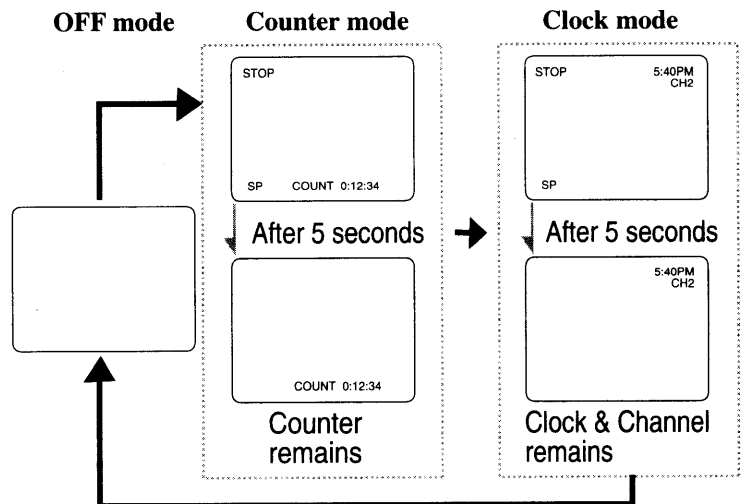 OFF mode
Counter mode
Clock mode
STOP
SP COUNT 0:12:34
After 5 seconds
COUNT 0:12:34
Counter
remains
STOP 5:40PM
CH2
SP
After 5 seconds
5:40PM
CH2
Clock & Channel
remains